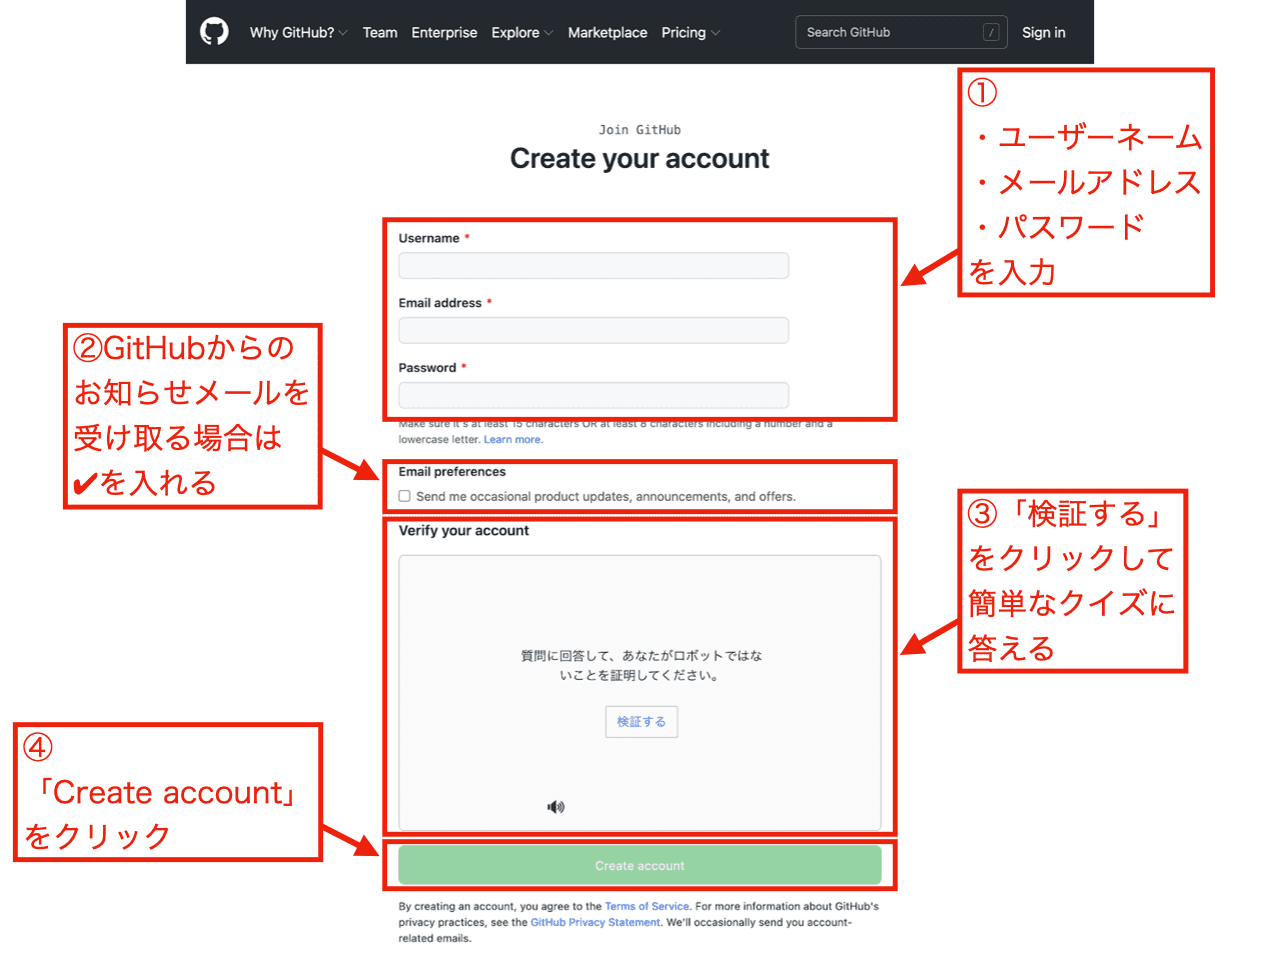 Why GitHub? Team Enterprise Explore Marketplace Pricing Search GitHub / Sign in
Join GitHub
Create your account
①
・ユーザーネーム
・メールアドレス
・パスワード
を入力
Username *
Email address *
Password *
Make sure it's at least 15 characters OR at least 8 characters including a number and a
lowercase letter. Learn more.
②GitHubからの
お知らせメールを
受け取る場合は
✔を入れる
Email preferences
Send me occasional product updates, announcements, and offers.
Verify your account
③「検証する」
をクリックして
簡単なクイズに
答える
質問に回答して、あなたがロボットではな
いことを証明してください。
検証する
④
「Create account」
をクリック
Create account
By creating an account, you agree to the Terms of Service. For more information about GitHub's
privacy practices, see the GitHub Privacy Statement. We'll occasionally send you account-
related emails.